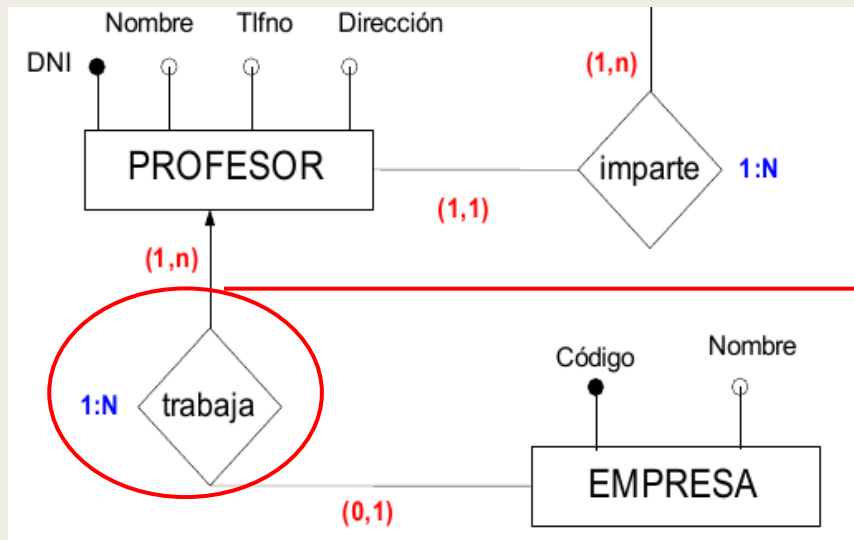 Nombre Tlfno Dirección
DNI
(1,n)
PROFESOR
imparte
1:N
(1,1)
(1,n)
Código
Nombre
1:N
trabaja
EMPRESA
(0,1)